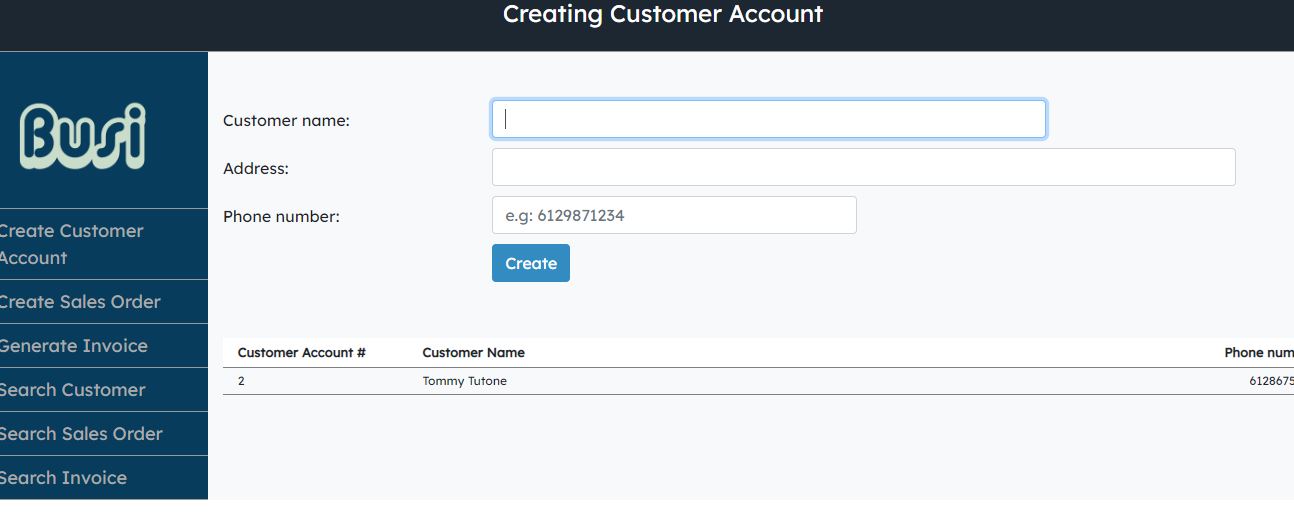 Creating Customer Account
Busi
Create Customer
Account
Create Sales Order
Generate Invoice
Search Customer
Search Sales Order
Search Invoice
Customer name:
Address:
Phone number: e.g: 6129871234
Create
Customer Account # Customer Name Phone num
2 Tommy Tutone 6128675